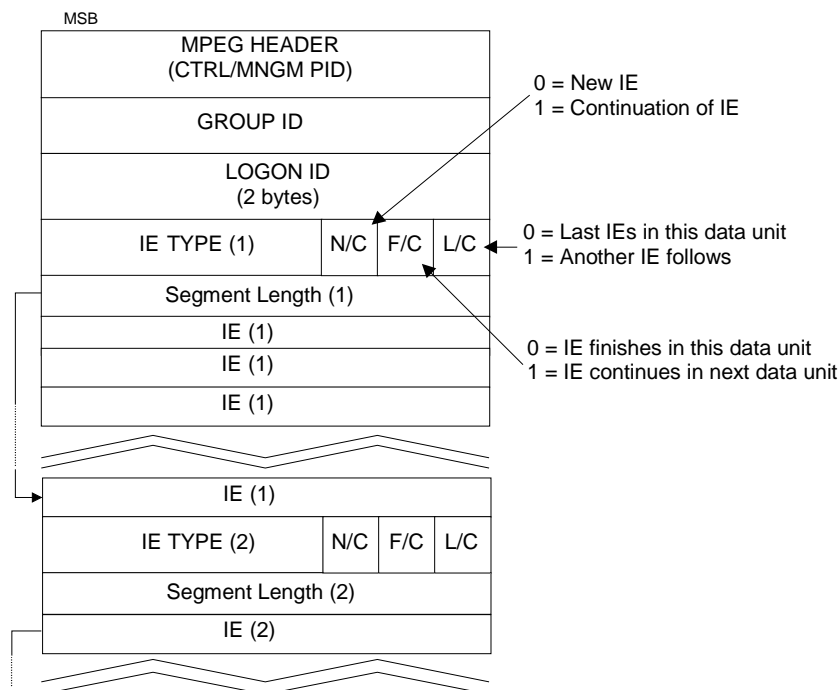 MSB
MPEG HEADER
(CTRL/MNGM PID)
0 = New IE
1 = Continuation of IE
GROUP ID
LOGON ID
(2 bytes)
IE TYPE (1) N/C F/C L/C
0 = Last IEs in this data unit
1 = Another IE follows
Segment Length (1)
IE (1)
IE (1)
IE (1)
0 = IE finishes in this data unit
1 = IE continues in next data unit
IE (1)
IE TYPE (2) N/C F/C L/C
Segment Length (2)
IE (2)